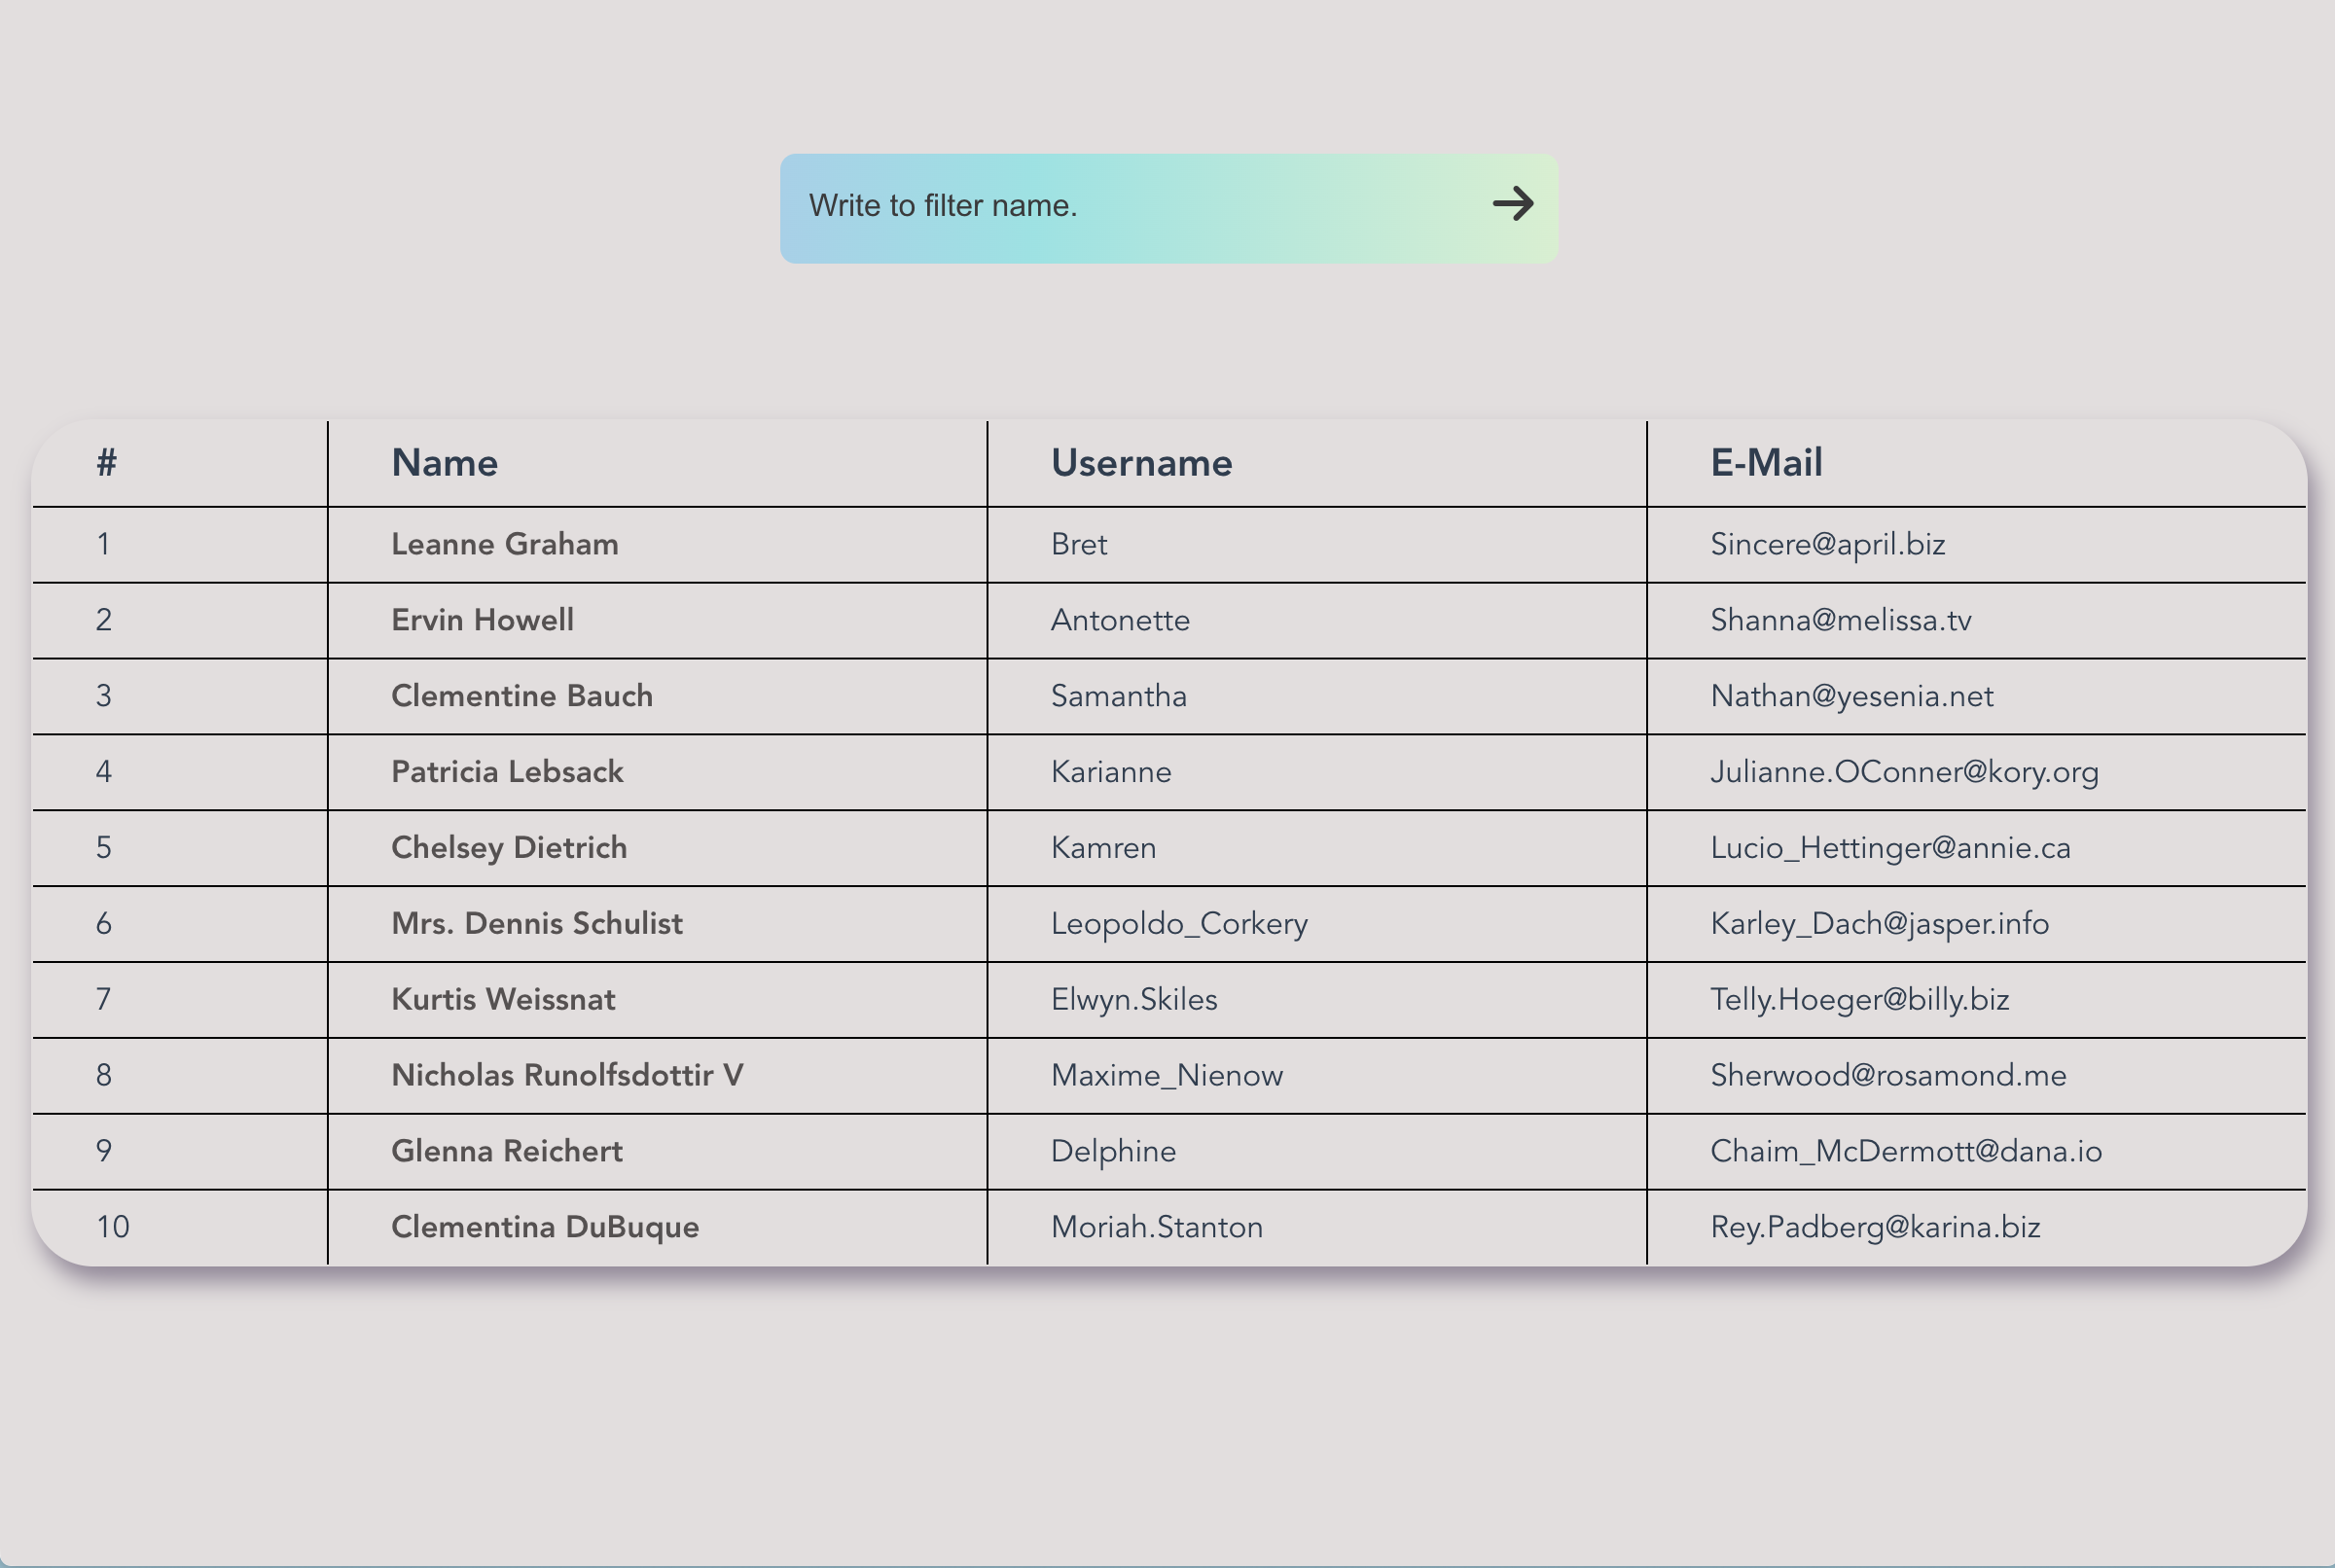 Write to filter name.
# Name Username E-Mail
1 Leanne Graham Bret Sincere@april.biz
2 Ervin Howell Antonette Shanna@melissa.tv
3 Clementine Bauch Samantha Nathan@yesenia.net
4 Patricia Lebsack Karianne Julianne.OConner@kory.org
5 Chelsey Dietrich Kamren Lucio_Hettinger@annie.ca
6 Mrs. Dennis Schulist Leopoldo_Corkery Karley_Dach@jasper.info
7 Kurtis Weissnat Elwyn.Skiles Telly.Hoeger@billy.biz
8 Nicholas Runolfsdottir V Maxime_Nienow Sherwood@rosamond.me
9 Glenna Reichert Delphine Chaim_McDermott@dana.io
10 Clementina DuBuque Moriah.Stanton Rey.Padberg@karina.biz